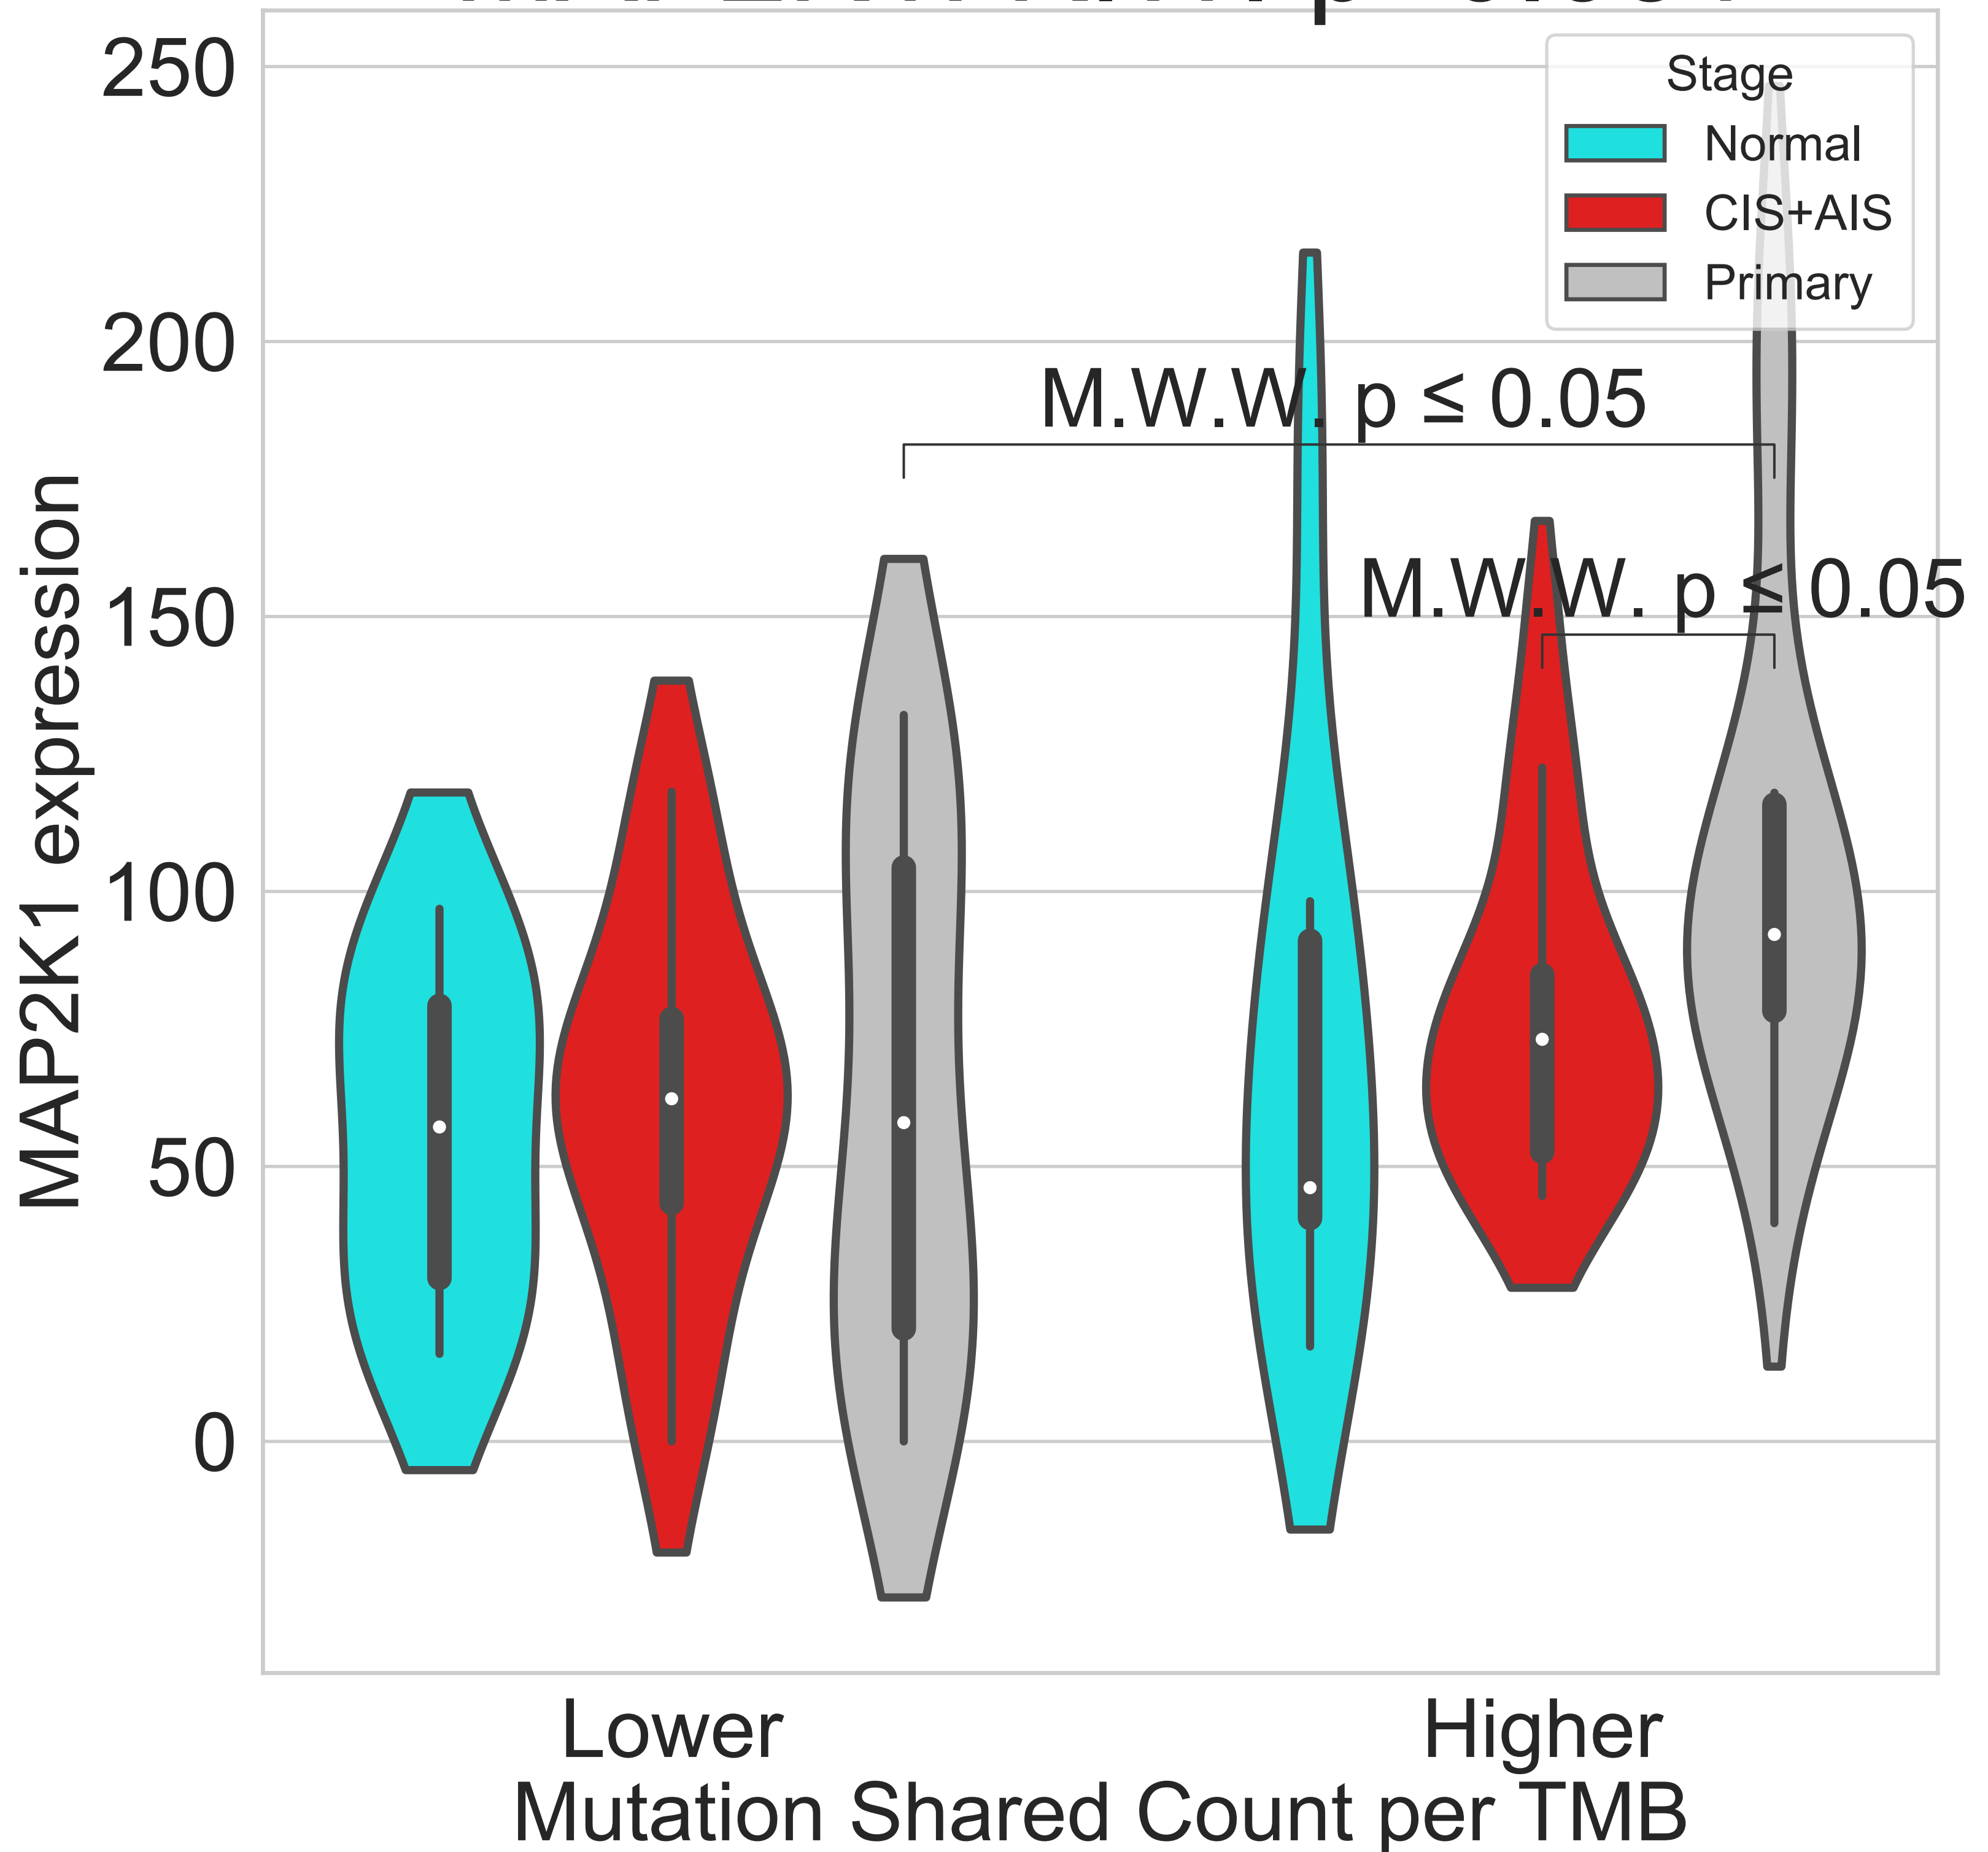 250
200
150
100
50
0
MAP2K1 expression
Stage
Normal
CIS+AIS
Primary
M.W.W. p ≤ 0.05
M.W.W. p ≤ 0.05
Lower
Higher
Mutation Shared Count per TMB